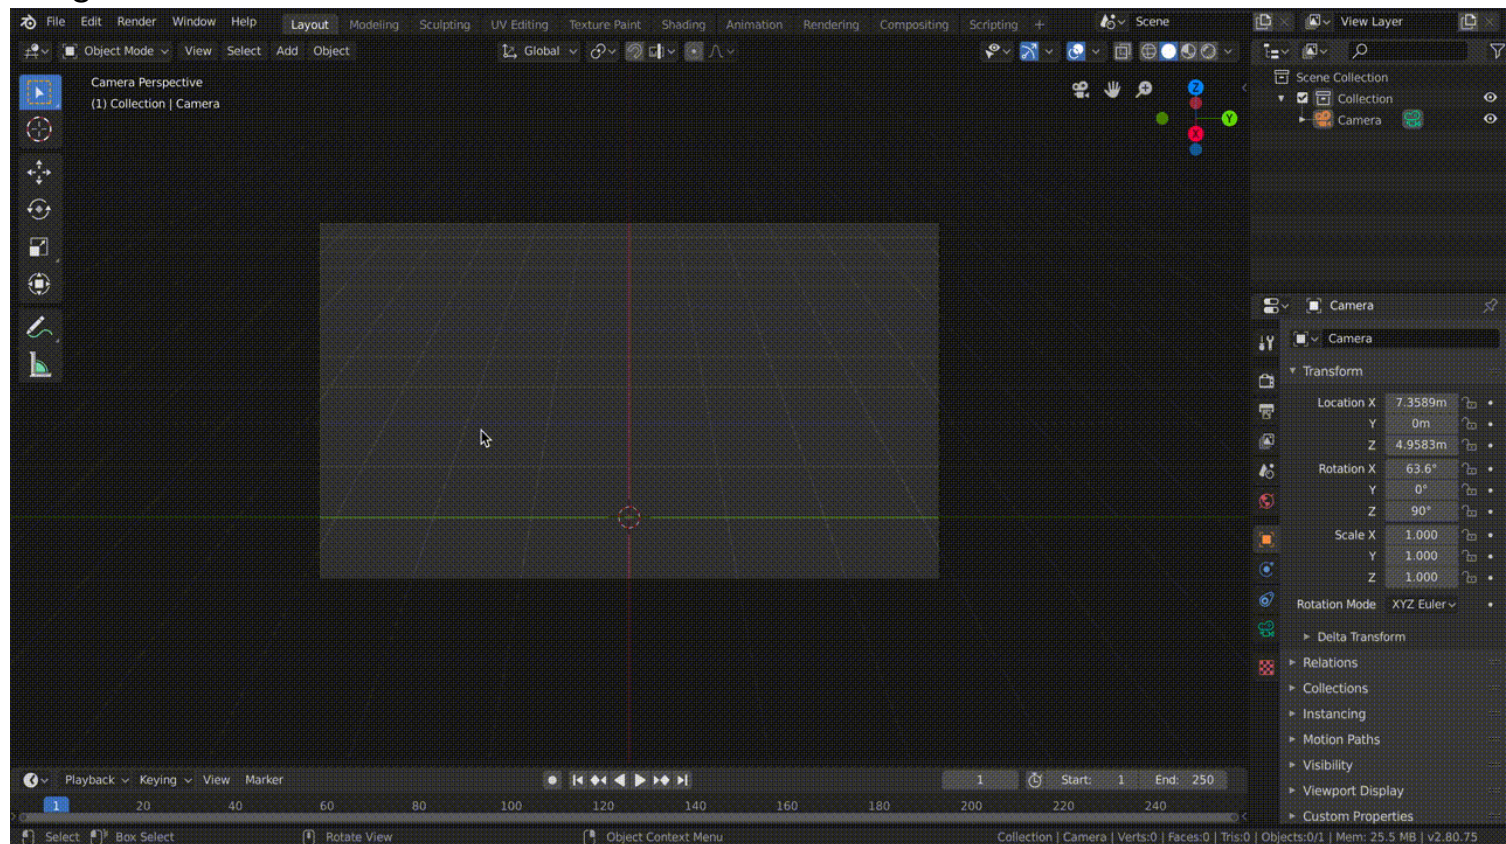 File Edit Render Window Help Layout Modeling Sculpting UV Editing Texture Paint Shading Animation Rendering Compositing Scripting + Scene View Layer
Object Mode View Select Add Object Global
Camera Perspective
(1) Collection | Camera
Z
Y
X
Scene Collection
Collection
Camera
Camera
Camera
Transform
Location X 7.3589m
Y 0m
Z 4.9583m
Rotation X 63.6°
Y 0°
Z 90°
Scale X 1.000
Y 1.000
Z 1.000
Rotation Mode XYZ Euler
Delta Transform
Relations
Collections
Instancing
Motion Paths
Visibility
Viewport Display
Custom Properties
Playback Keying View Marker 1 Start: 1 End: 250
1 20 40 60 80 100 120 140 160 180 200 220 240
Select Box Select Rotate View Object Context Menu Collection | Camera | Verts:0 | Faces:0 | Tris:0 | Objects:0/1 | Mem: 25.5 MB | v2.80.75